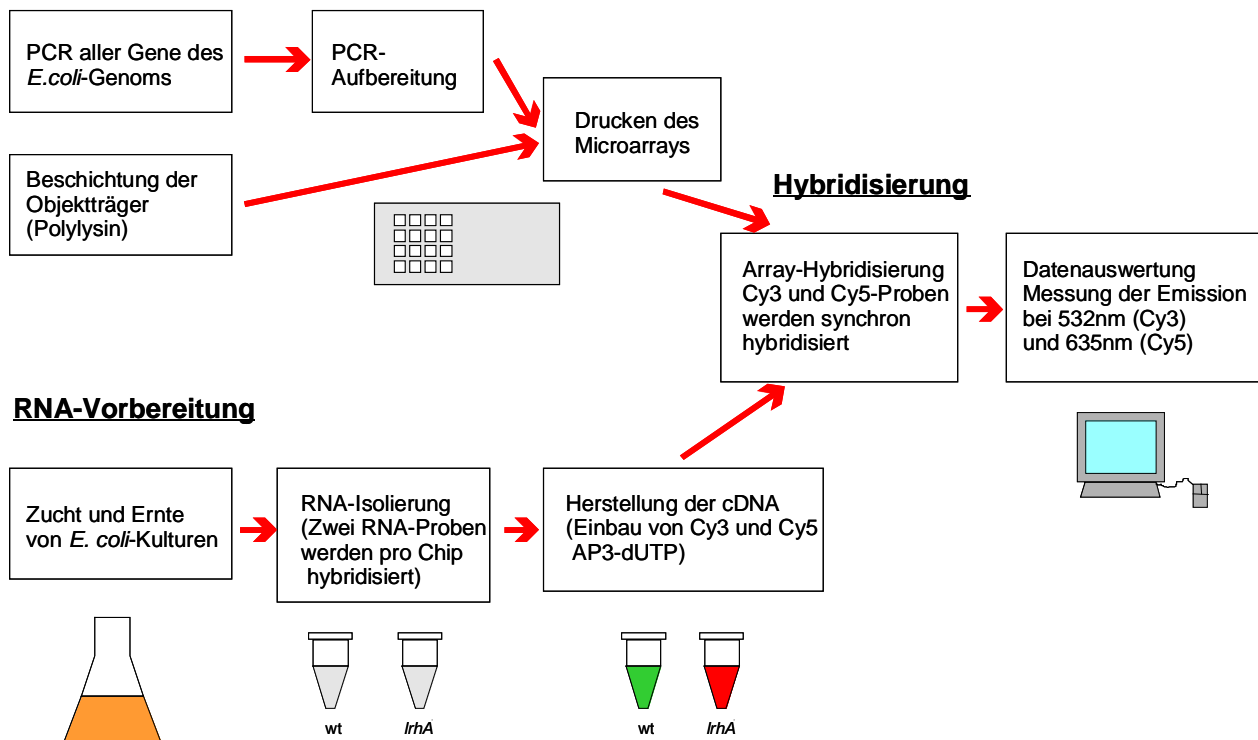 PCR aller Gene des
E.coli-Genoms
PCR-
Aufbereitung
Drucken des
Microarrays
Beschichtung der
Objektträger
(Polylysin)
Hybridisierung
Array-Hybridisierung
Cy3 und Cy5-Proben
werden synchron
hybridisiert
Datenauswertung
Messung der Emission
bei 532nm (Cy3)
und 635nm (Cy5)
RNA-Vorbereitung
Zucht und Ernte
von E. coli-Kulturen
RNA-Isolierung
(Zwei RNA-Proben
werden pro Chip
hybridisiert)
Herstellung der cDNA
(Einbau von Cy3 und Cy5
AP3-dUTP)
wt
lrhA
wt
lrhA